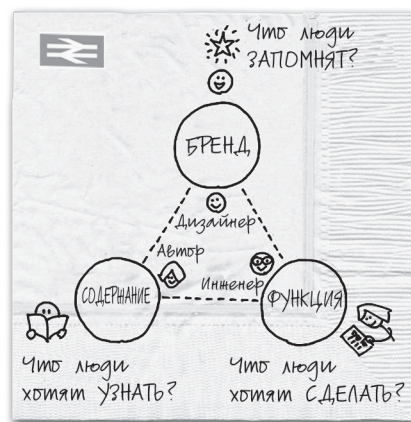 Что люди
ЗАПОМНЯТ?
БРЕНД
Дизайнер
Автор
Инженер
СОДЕРЖАНИЕ
ФУНКЦИЯ
Что люди
хотят УЗНАТЬ?
Что люди
хотят СДЕЛАТЬ?